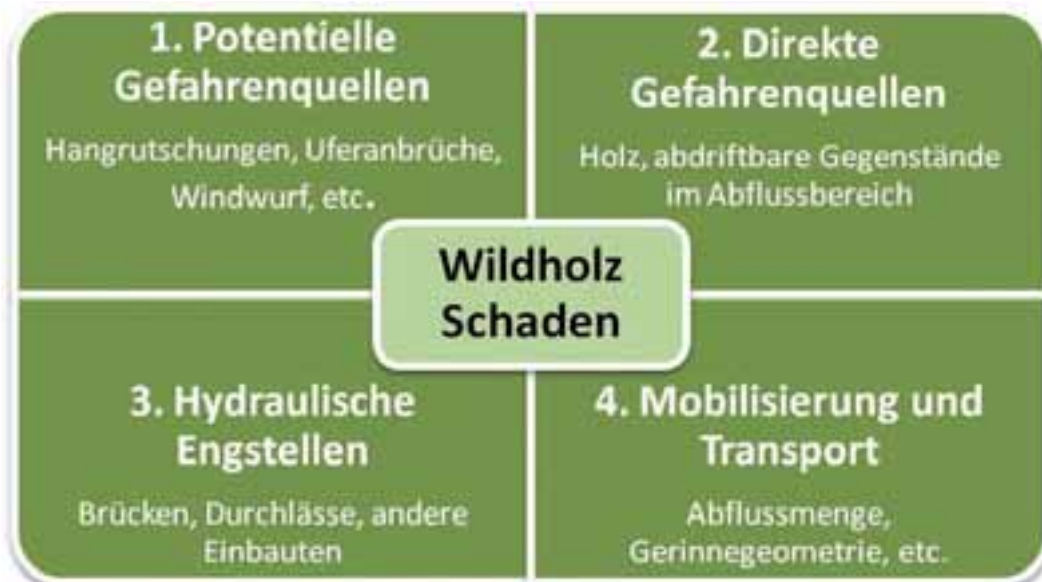 1. Potentielle
Gefahrenquellen
Hangrutschungen, Uferanbrüche,
Windwurf, etc.
2. Direkte
Gefahrenquellen
Holz, abdriftbare Gegenstände
im Abflussbereich
Wildholz
Schaden
3. Hydraulische
Engstellen
Brücken, Durchlässe, andere
Einbauten
4. Mobilisierung und
Transport
Abflussmenge,
Gerinnegeometrie, etc.